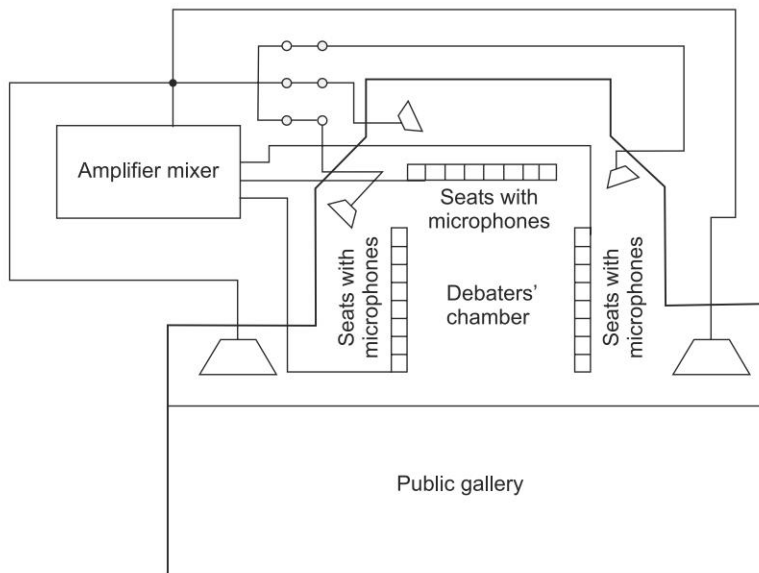 Amplifier mixer
Seats with
microphones
Seats with
microphones
Debaters’
chamber
Seats with
microphones
Public gallery